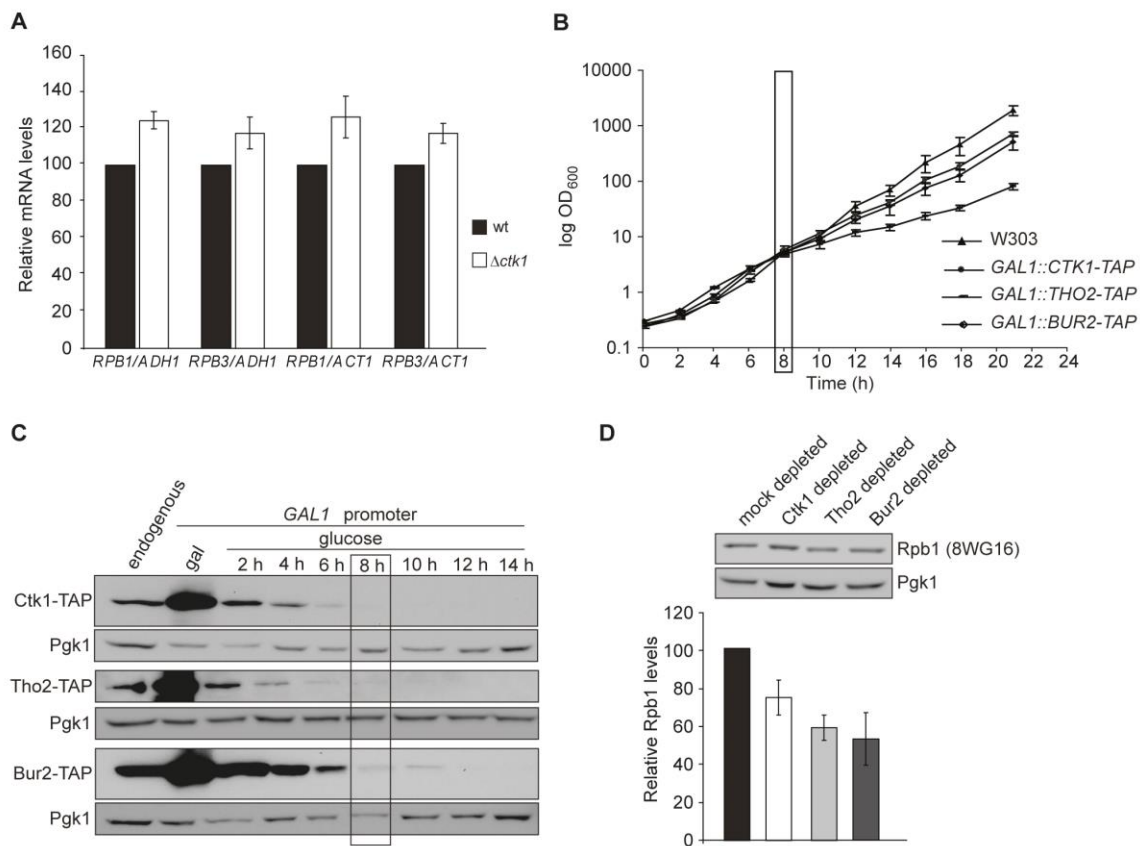 A
160
140
120
100
80
60
40
20
0
Relative mRNA levels
RPB1/ADH1 RPB3/ADH1 RPB1/ACT1 RPB3/ACT1
wt
Δctk1
B
10000
1000
100
10
1
0.1
log OD600
0 2 4 6 8 10 12 14 16 18 20 22 24
Time (h)
W303
GAL1::CTK1-TAP
GAL1::THO2-TAP
GAL1::BUR2-TAP
C
endogenous
gal
GAL1 promoter
glucose
2 h 4 h 6 h 8 h 10 h 12 h 14 h
Ctk1-TAP
Pgk1
Tho2-TAP
Pgk1
Bur2-TAP
Pgk1
D
mock depleted
Ctk1 depleted
Tho2 depleted
Bur2 depleted
Rpb1 (8WG16)
Pgk1
120
100
80
60
40
20
0
Relative Rpb1 levels